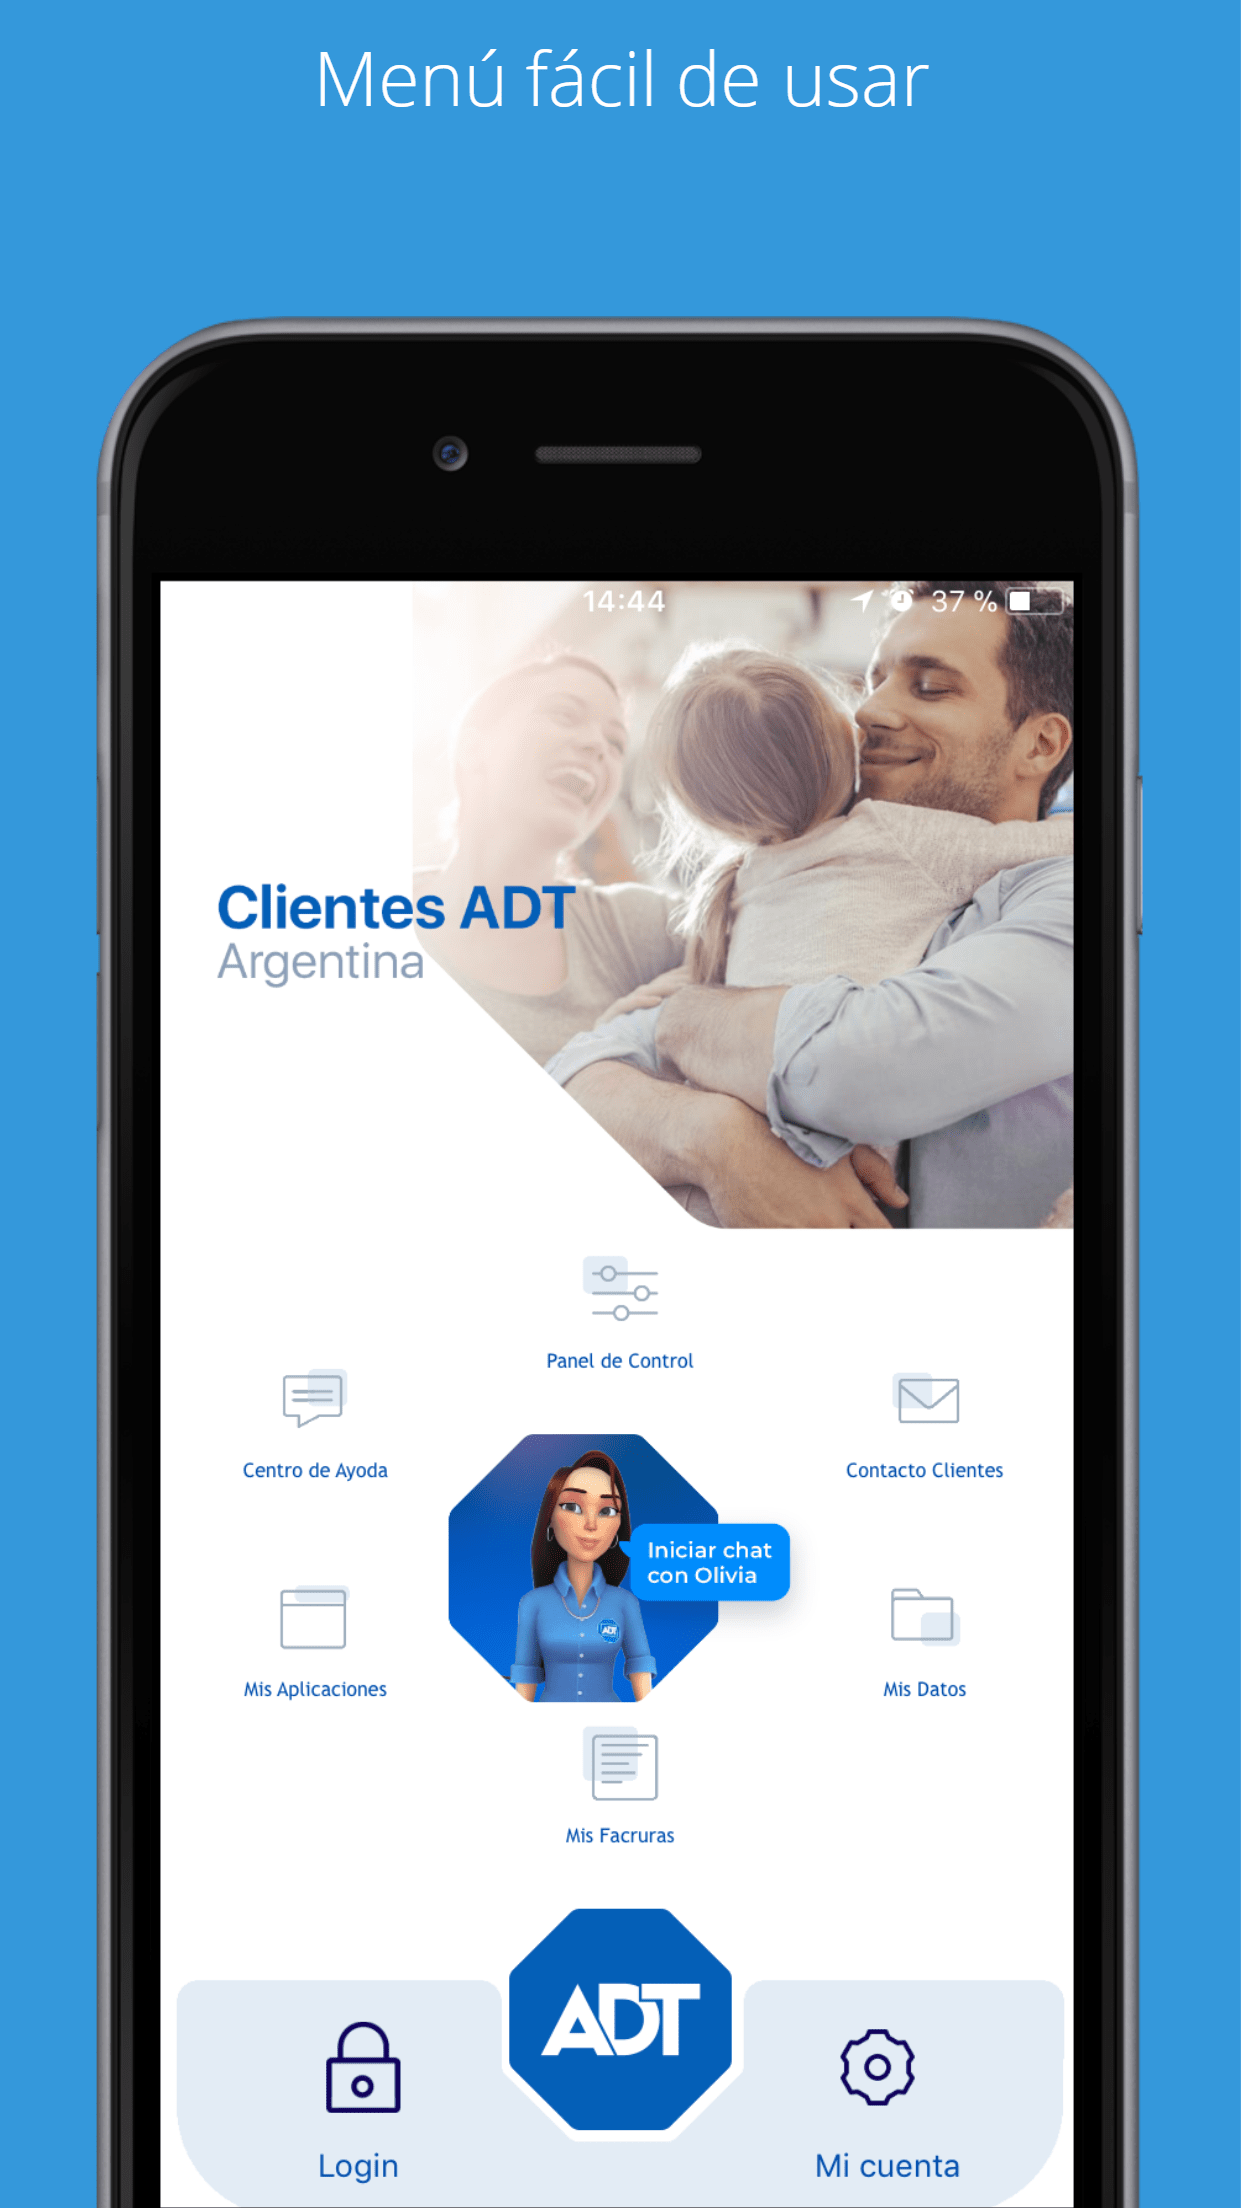 Menú fácil de usar
14:44
37 %
Clientes ADT
Argentina
Panel de Control
Centro de Ayoda
Contacto Clientes
Iniciar chat
con Olivia
ADT
Mis Aplicaciones
Mis Datos
Mis Facruras
ADT
Login
Mi cuenta